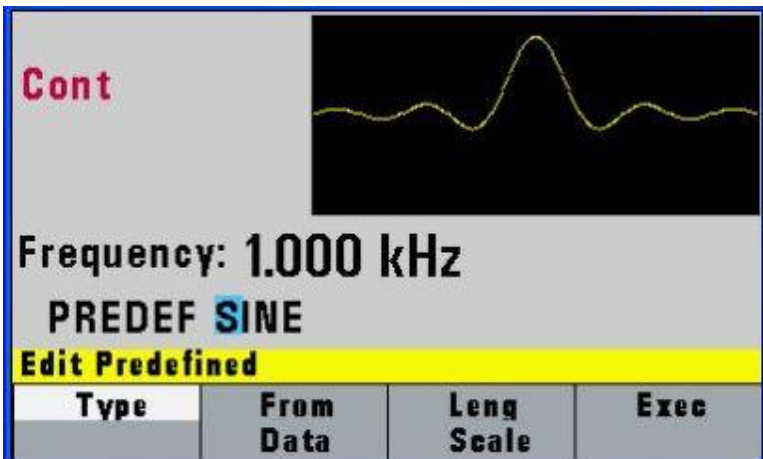 Cont
Frequency: 1.000 kHz
PREDEF SINE
Edit Predefined
Type From Leng Exec
Data Scale